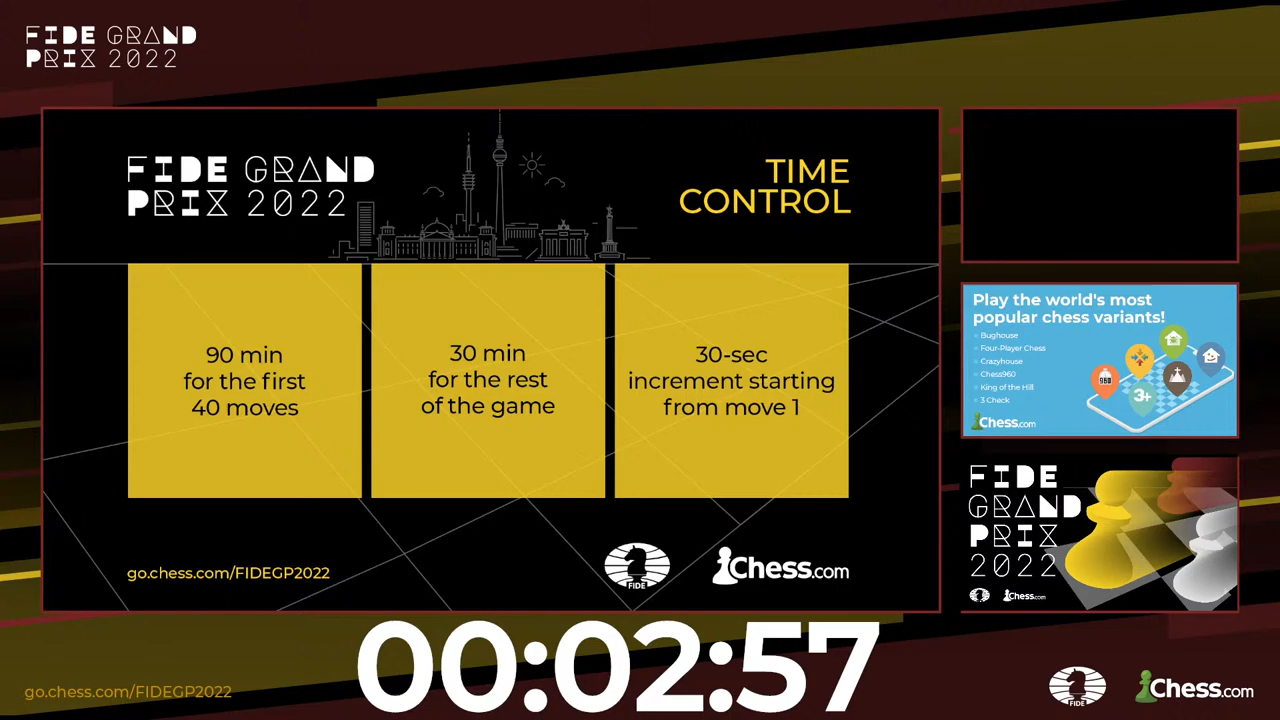 FIDE GRAND
PRIX 2022
FIDE GRAND
PRIX 2022
TIME
CONTROL
90 min
for the first
40 moves
30 min
for the rest
of the game
30-sec
increment starting
from move 1
go.chess.com/FIDEGP2022
FIDE
Chess.com
Play the world's most
popular chess variants!
Bughouse
Four-Player Chess
Crazyhouse
Chess960
King of the Hill
3 Check
960
3+
Chess.com
FIDE
GRAND
PRIX
2022
Chess.com
00:02:57
go.chess.com/FIDEGP2022
FIDE
Chess.com